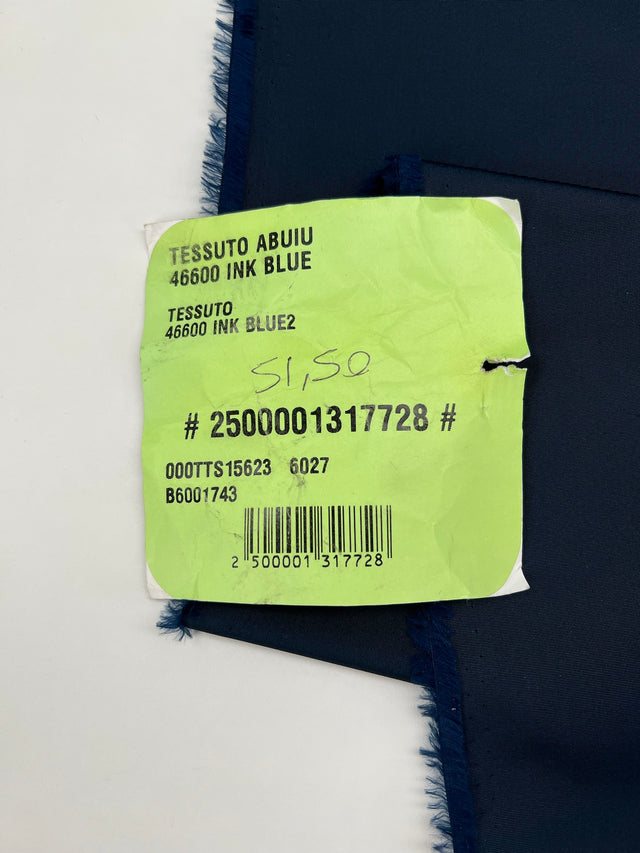 TESSUTO ABUIU
46600 INK BLUE
TESSUTO
46600 INK BLUE2
51,50
# 2500001317728 #
000TTS15623 6027
B6001743
2 500001 317728